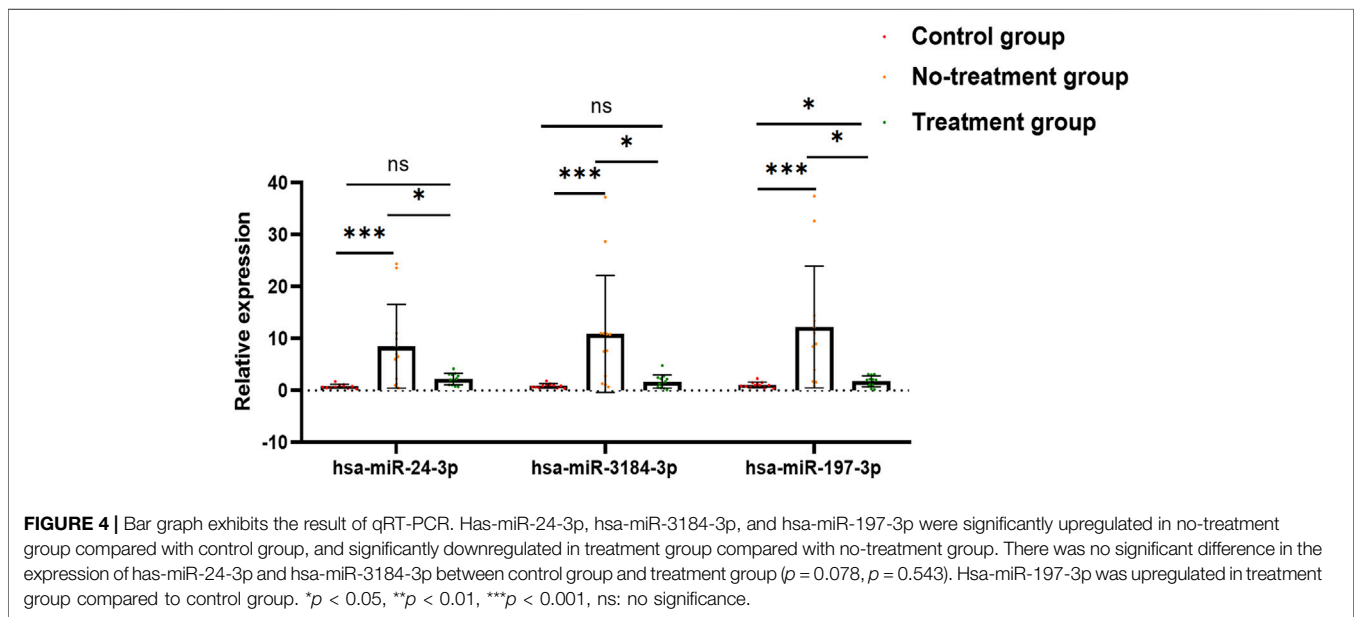 Control group
No-treatment group
Treatment group
ns
*
***
ns
*
***
*
*
***
Relative expression
40
30
20
10
0
-10
hsa-miR-24-3p
hsa-miR-3184-3p
hsa-miR-197-3p
FIGURE 4 | Bar graph exhibits the result of qRT-PCR. Has-miR-24-3p, hsa-miR-3184-3p, and hsa-miR-197-3p were significantly upregulated in no-treatment
group compared with control group, and significantly downregulated in treatment group compared with no-treatment group. There was no significant difference in the
expression of has-miR-24-3p and hsa-miR-3184-3p between control group and treatment group (p = 0.078, p = 0.543). Hsa-miR-197-3p was upregulated in treatment
group compared to control group. *p < 0.05, **p < 0.01, ***p < 0.001, ns: no significance.